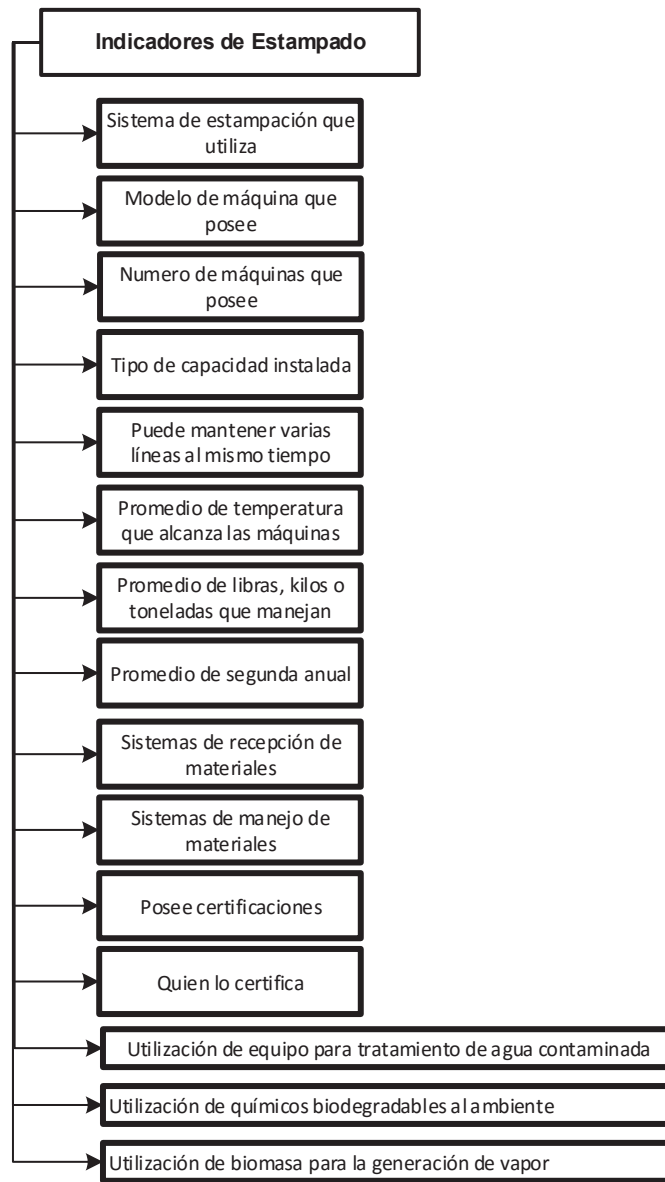 Indicadores de Estampado
Sistema de estampación que
utiliza
Modelo de máquina que
posee
Numero de máquinas que
posee
Tipo de capacidad instalada
Puede mantener varias
líneas al mismo tiempo
Promedio de temperatura
que alcanza las máquinas
Promedio de libras, kilos o
toneladas que manejan
Promedio de segunda anual
Sistemas de recepción de
materiales
Sistemas de manejo de
materiales
Posee certificaciones
Quien lo certifica
Utilización de equipo para tratamiento de agua contaminada
Utilización de químicos biodegradables al ambiente
Utilización de biomasa para la generación de vapor